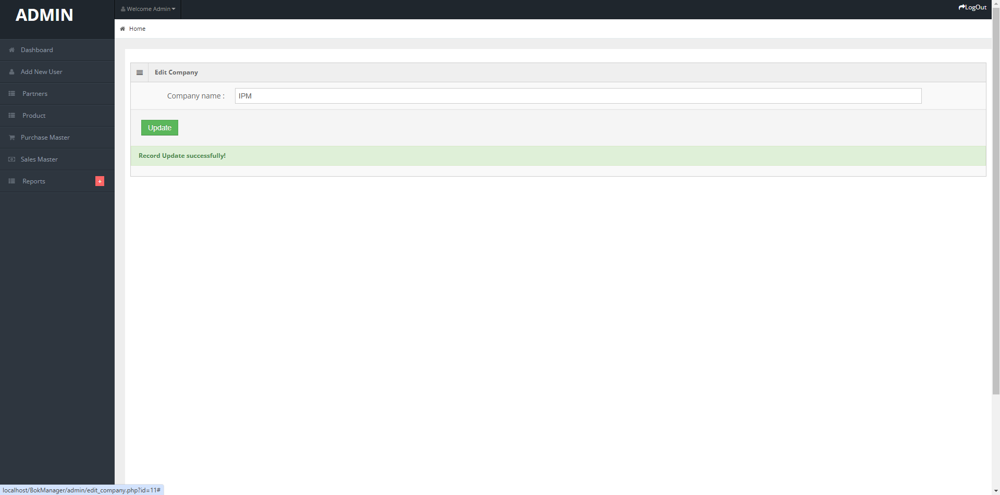 ADMIN
Welcome Admin
LogOut
Home
Dashboard
Add New User
Partners
Product
Purchase Master
Sales Master
Reports
+
Edit Company
Company name :
IPM
Update
Record Update successfully!
localhost/BokManager/admin/edit_company.php?id=11#